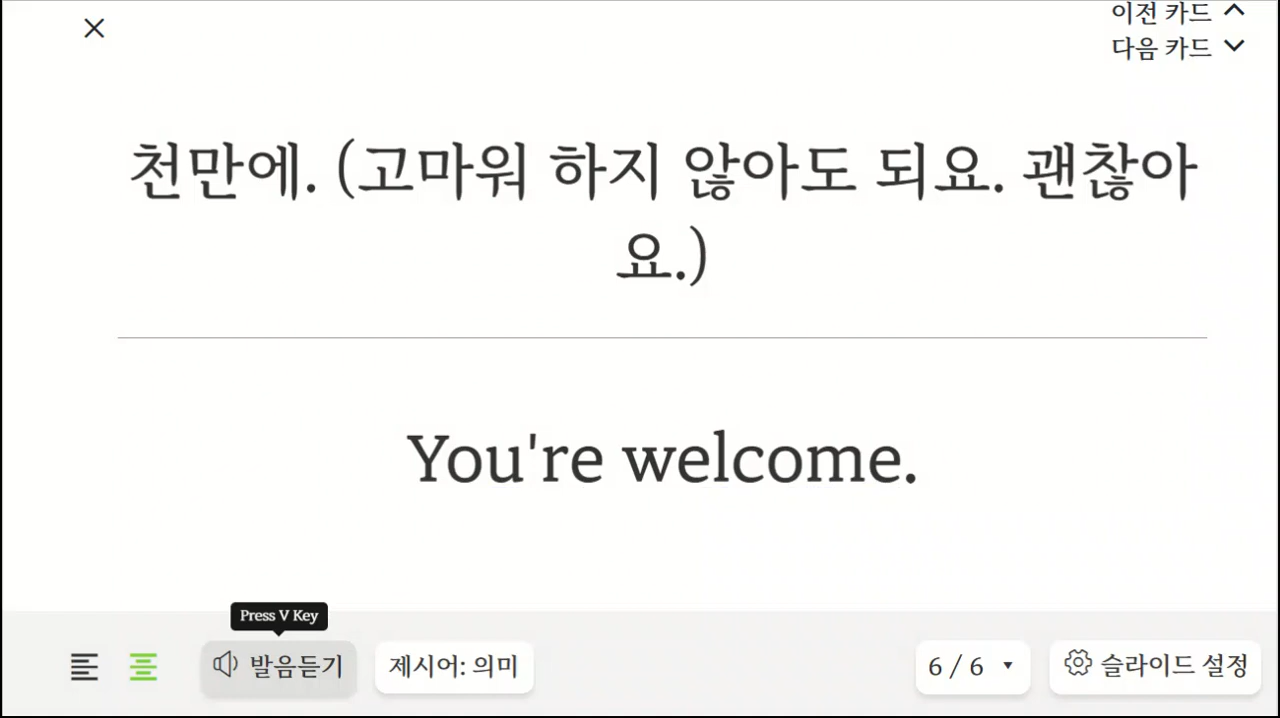 이전 카드
다음 카드
천만에. (고마워 하지 않아도 되요. 괜찮아
요.)
You're welcome.
Press V Key
발음듣기
제시어: 의미
6 / 6
슬라이드 설정